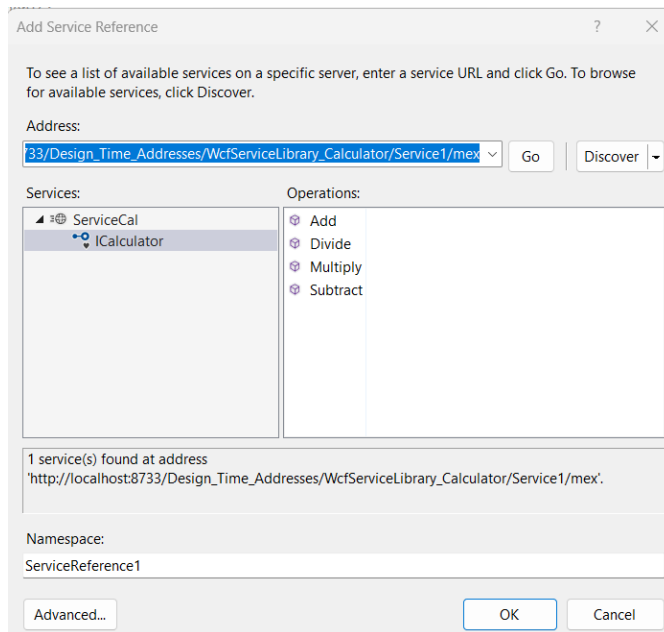 Add Service Reference
?
To see a list of available services on a specific server, enter a service URL and click Go. To browse
for available services, click Discover.
Address:
'33/Design_Time_Addresses/WcfServiceLibrary_Calculator/Service1/mex
Go
Discover
Services:
Operations:
ServiceCal
ICalculator
Add
Divide
Multiply
Subtract
1 service(s) found at address
'http://localhost:8733/Design_Time_Addresses/WcfServiceLibrary_Calculator/Service1/mex'.
Namespace:
ServiceReference1
Advanced...
OK
Cancel